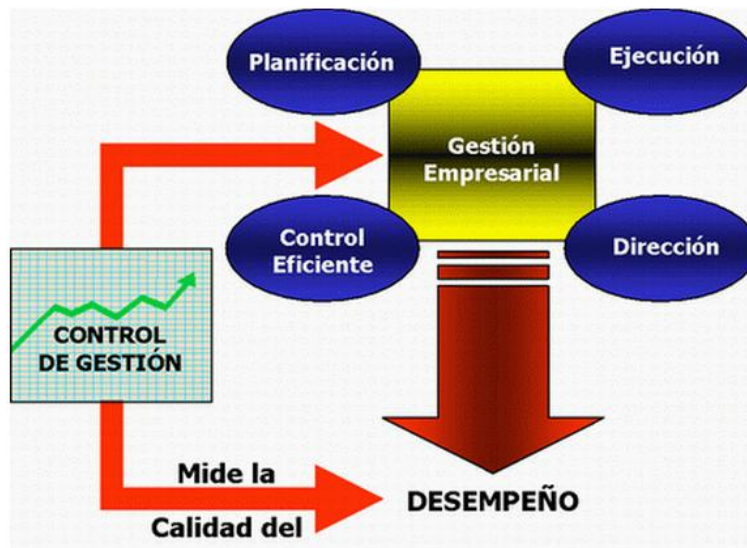 Planificación
Ejecución
Gestión
Empresarial
Control
Eficiente
Dirección
CONTROL
DE GESTIÓN
Mide la
Calidad del
DESEMPEÑO